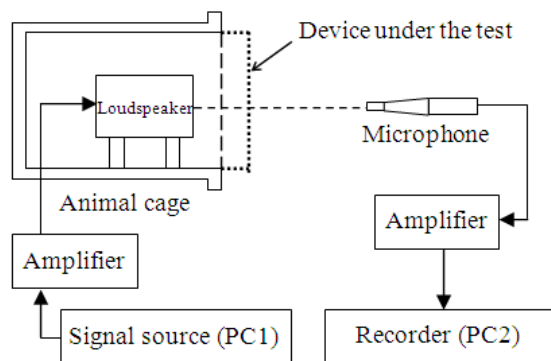 Device under the test
Loudspeaker
Microphone
Animal cage
Amplifier
Amplifier
Signal source (PC1)
Recorder (PC2)